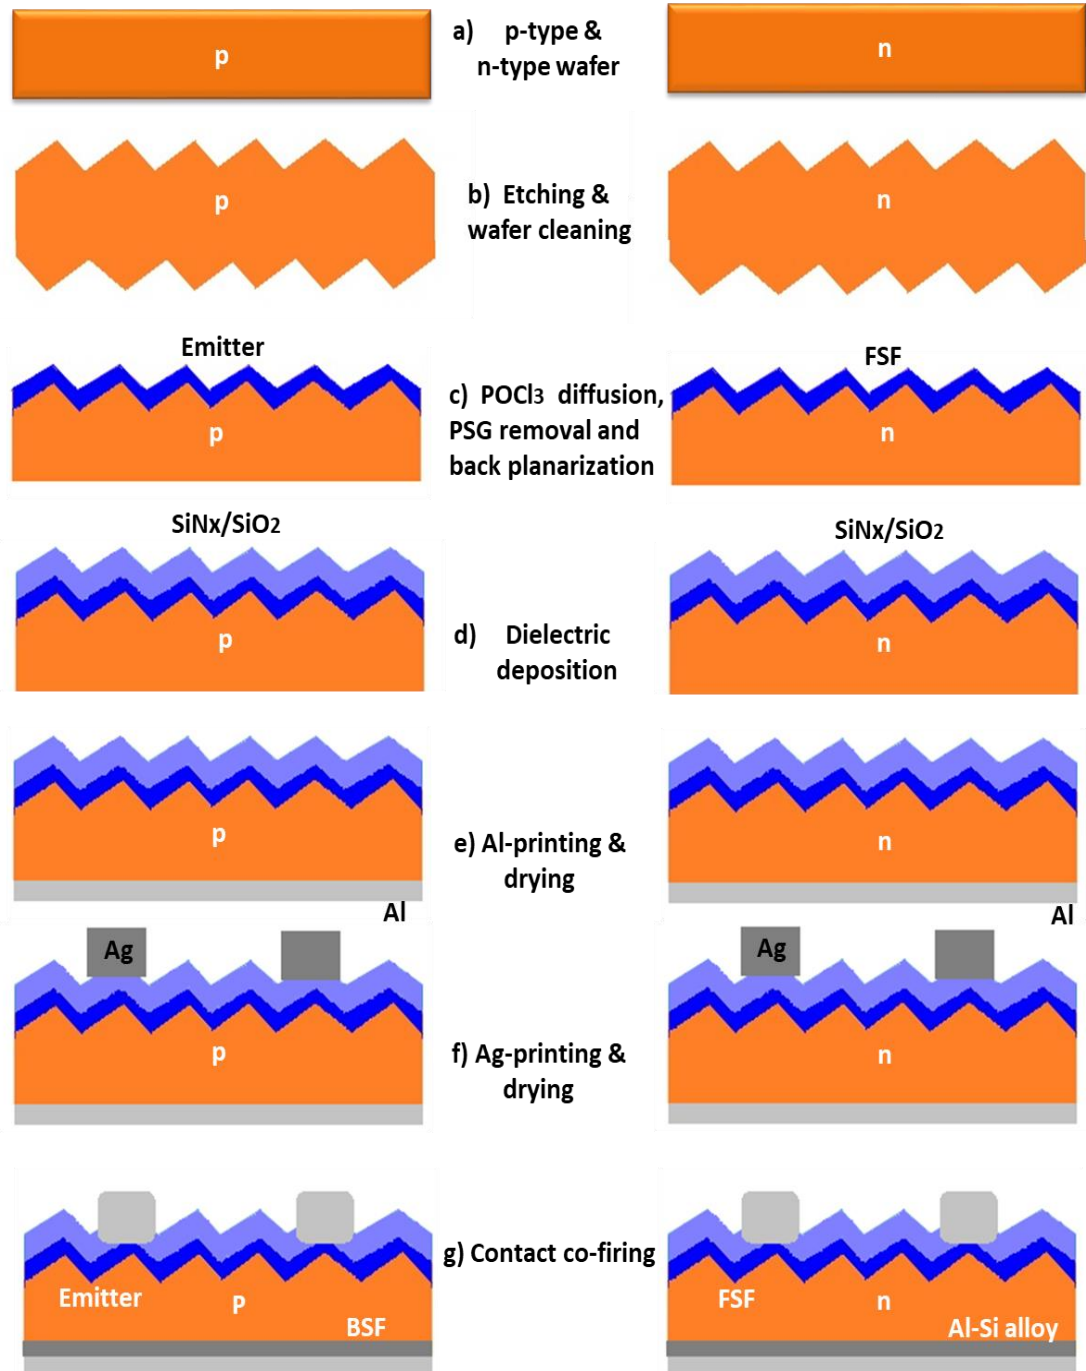 a) p-type &
n-type wafer
p
n
b) Etching &
wafer cleaning
p
n
Emitter
FSF
c) POCl3 diffusion,
PSG removal and
back planarization
p
n
SiNx/SiO2
SiNx/SiO2
d) Dielectric
deposition
p
n
e) Al-printing &
drying
p
n
Al
Al
Ag
Ag
f) Ag-printing &
drying
p
n
g) Contact co-firing
Emitter
P
BSF
FSF
n
Al-Si alloy